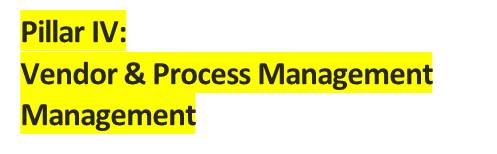 Pillar IV:
Vendor & Process Management
Management